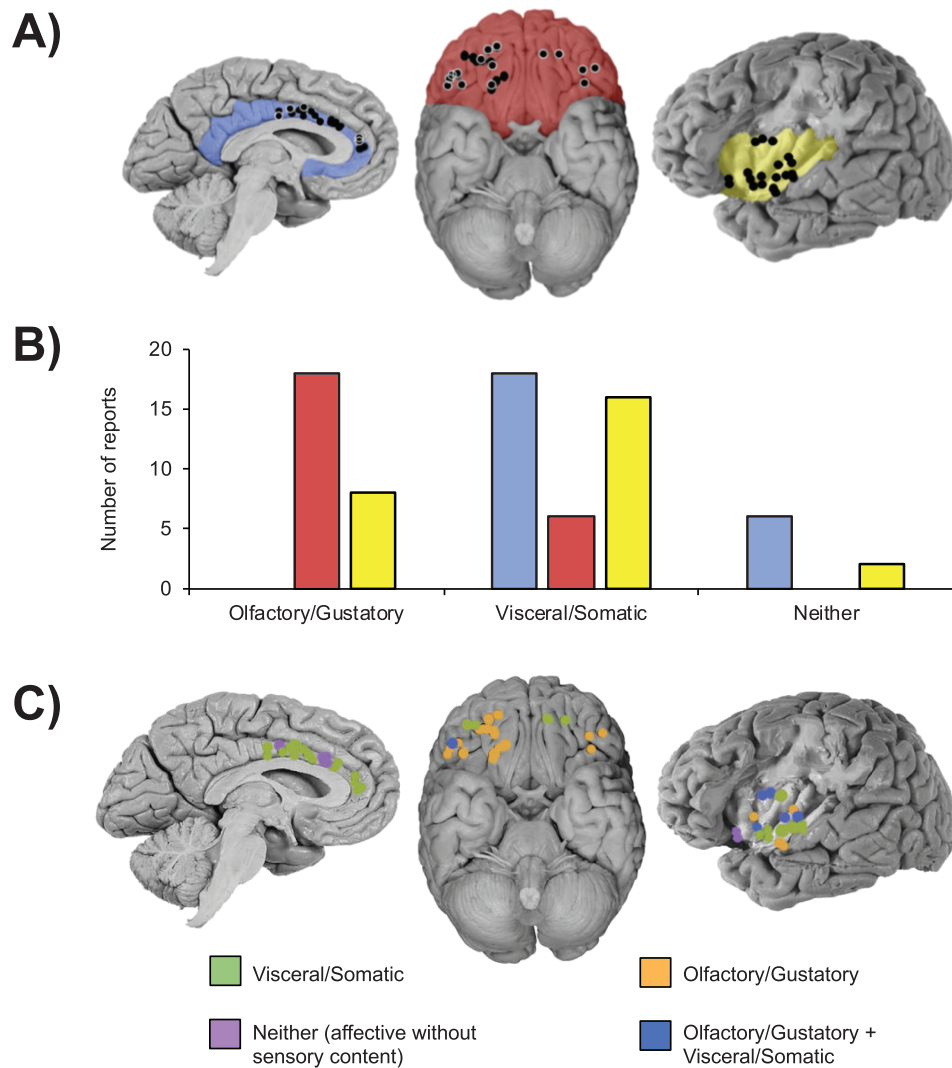 A)
B)
20
15
10
5
0
Number of reports
Olfactory/Gustatory
Visceral/Somatic
Neither
C)
Visceral/Somatic
Olfactory/Gustatory
Neither (affective without
sensory content)
Olfactory/Gustatory +
Visceral/Somatic